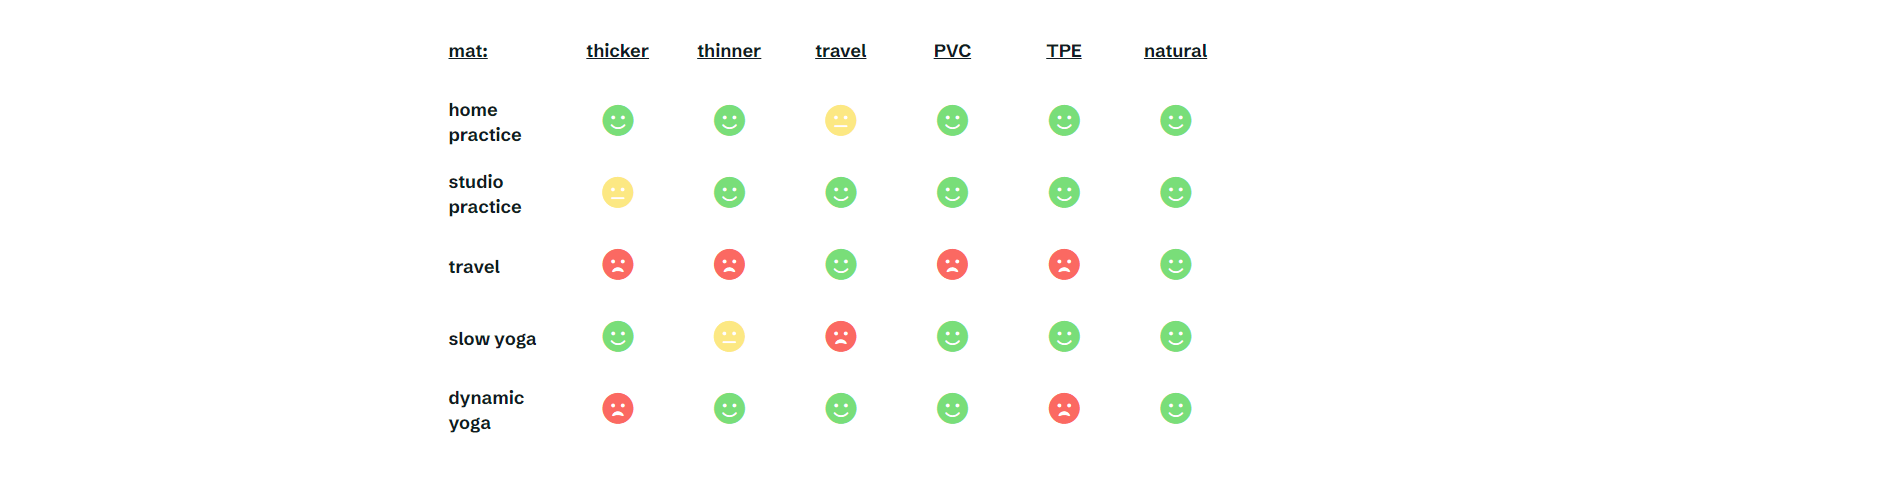 mat: thicker thinner travel PVC TPE natural
home
practice
studio
practice
travel
slow yoga
dynamic
yoga